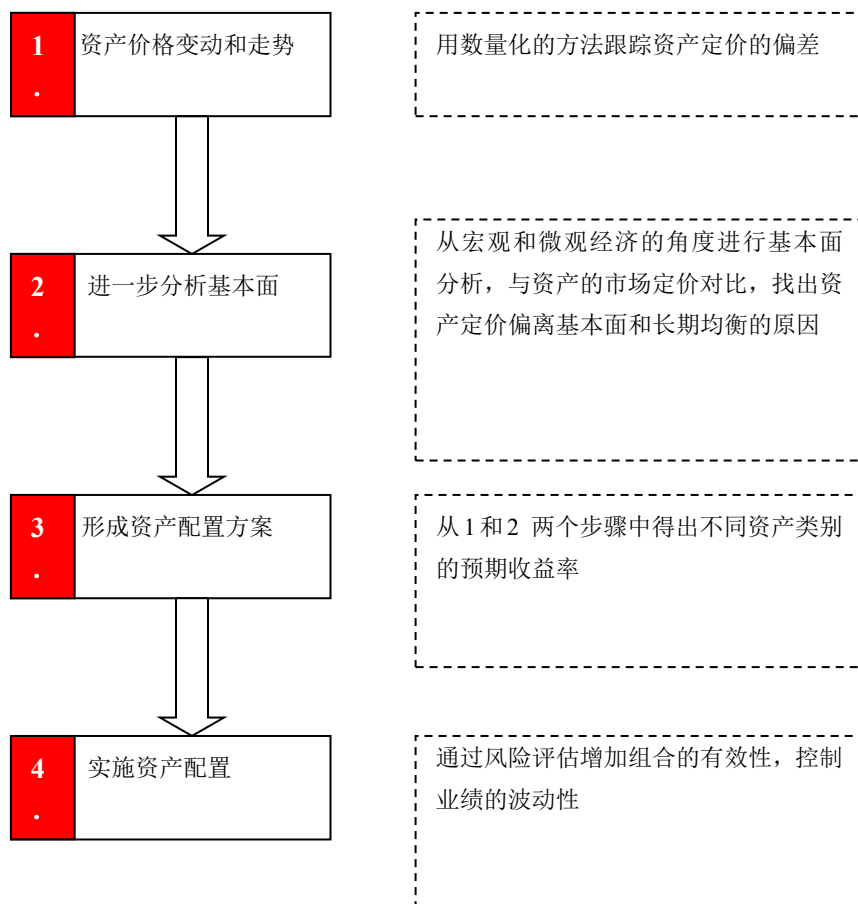 1
.
资产价格变动和走势
用数量化的方法跟踪资产定价的偏差
2
.
进一步分析基本面
从宏观和微观经济的角度进行基本面
分析，与资产的市场定价对比，找出资
产定价偏离基本面和长期均衡的原因
3
.
形成资产配置方案
从1和2 两个步骤中得出不同资产类别
的预期收益率
4
.
实施资产配置
通过风险评估增加组合的有效性，控制
业绩的波动性